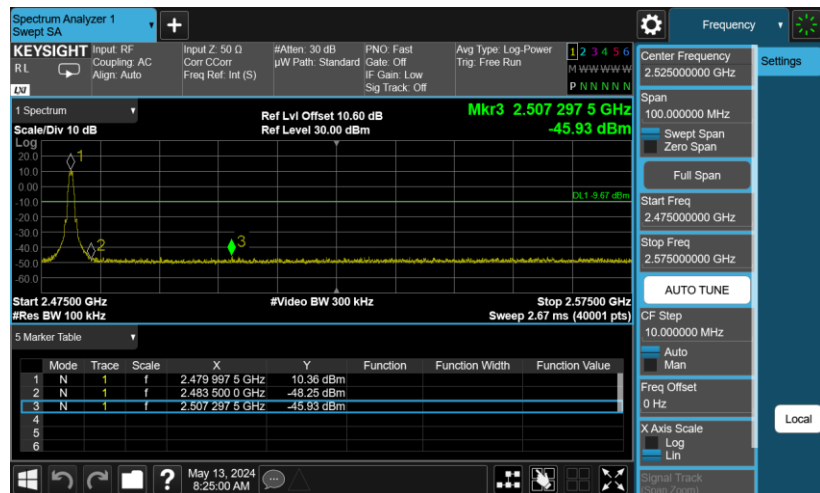 Spectrum Analyzer 1
Swept SA
Frequency
KEYSIGHT
RL
LXI
Input: RF
Coupling: AC
Align: Auto
Input Z: 50 Ω
Corr CCorr
Freq Ref: Int (S)
#Atten: 30 dB
µW Path: Standard
PNO: Fast
Gate: Off
IF Gain: Low
Sig Track: Off
Avg Type: Log-Power
Trig: Free Run
1 2 3 4 5 6
M W W W W W
P N N N N N
1 Spectrum
Scale/Div 10 dB
Ref Lvl Offset 10.60 dB
Ref Level 30.00 dBm
Mkr3 2.507 297 5 GHz
-45.93 dBm
Log
20.0
10.0
0.00
-10.0
-20.0
-30.0
-40.0
-50.0
-60.0
1
2
3
DL1 -9.67 dBm
Start 2.47500 GHz
#Res BW 100 kHz
#Video BW 300 kHz
Stop 2.57500 GHz
Sweep 2.67 ms (40001 pts)
5 Marker Table
Mode Trace Scale X Y Function Function Width Function Value
1 N 1 f 2.479 997 5 GHz 10.36 dBm
2 N 1 f 2.483 500 0 GHz -48.25 dBm
3 N 1 f 2.507 297 5 GHz -45.93 dBm
4
5
6
?
May 13, 2024
8:25:00 AM
Center Frequency
2.525000000 GHz
Span
100.000000 MHz
Swept Span
Zero Span
Full Span
Start Freq
2.475000000 GHz
Stop Freq
2.575000000 GHz
AUTO TUNE
CF Step
10.000000 MHz
Auto
Man
Freq Offset
0 Hz
X Axis Scale
Log
Lin
Signal Track
(Span Zoom)
Settings
Local